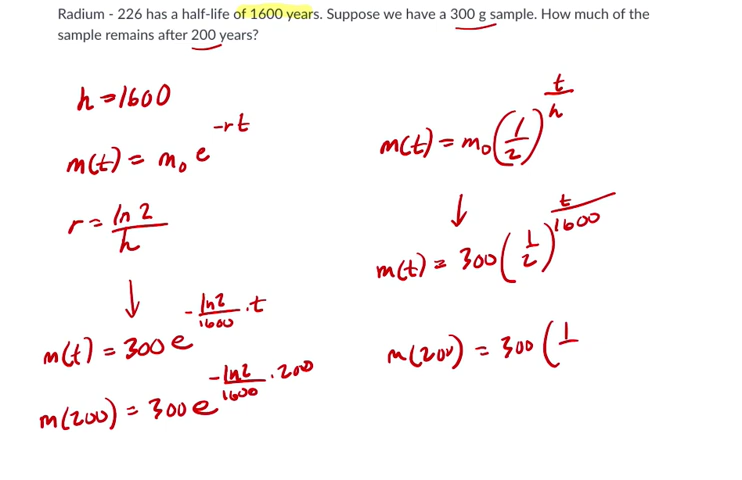 Radium - 226 has a half-life of 1600 years. Suppose we have a 300 g sample. How much of the
sample remains after 200 years?
h = 1600
m(t) = m₀ e^(-rt)
r = ln 2 / h
↓
m(t) = 300 e^(-ln2/1600 · t)
m(200) = 300 e^(-ln2/1600 · 200)
m(t) = m₀ (1/2)^(t/h)
↓
m(t) = 300 (1/2)^(t/1600)
m(200) = 300 (1